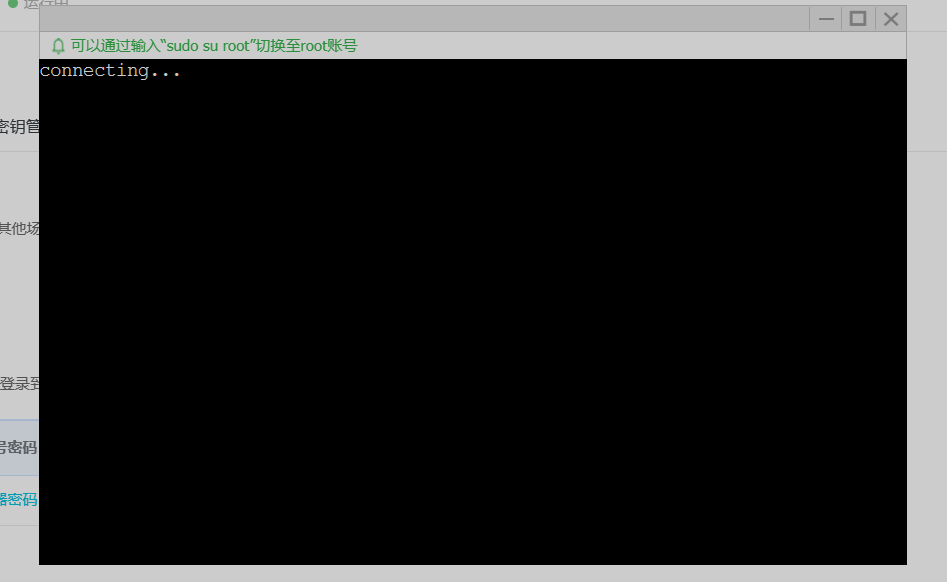 运行中
可以通过输入“sudo su root”切换至root账号
connecting...
密钥管
其他场
登录到
号密码
器密码